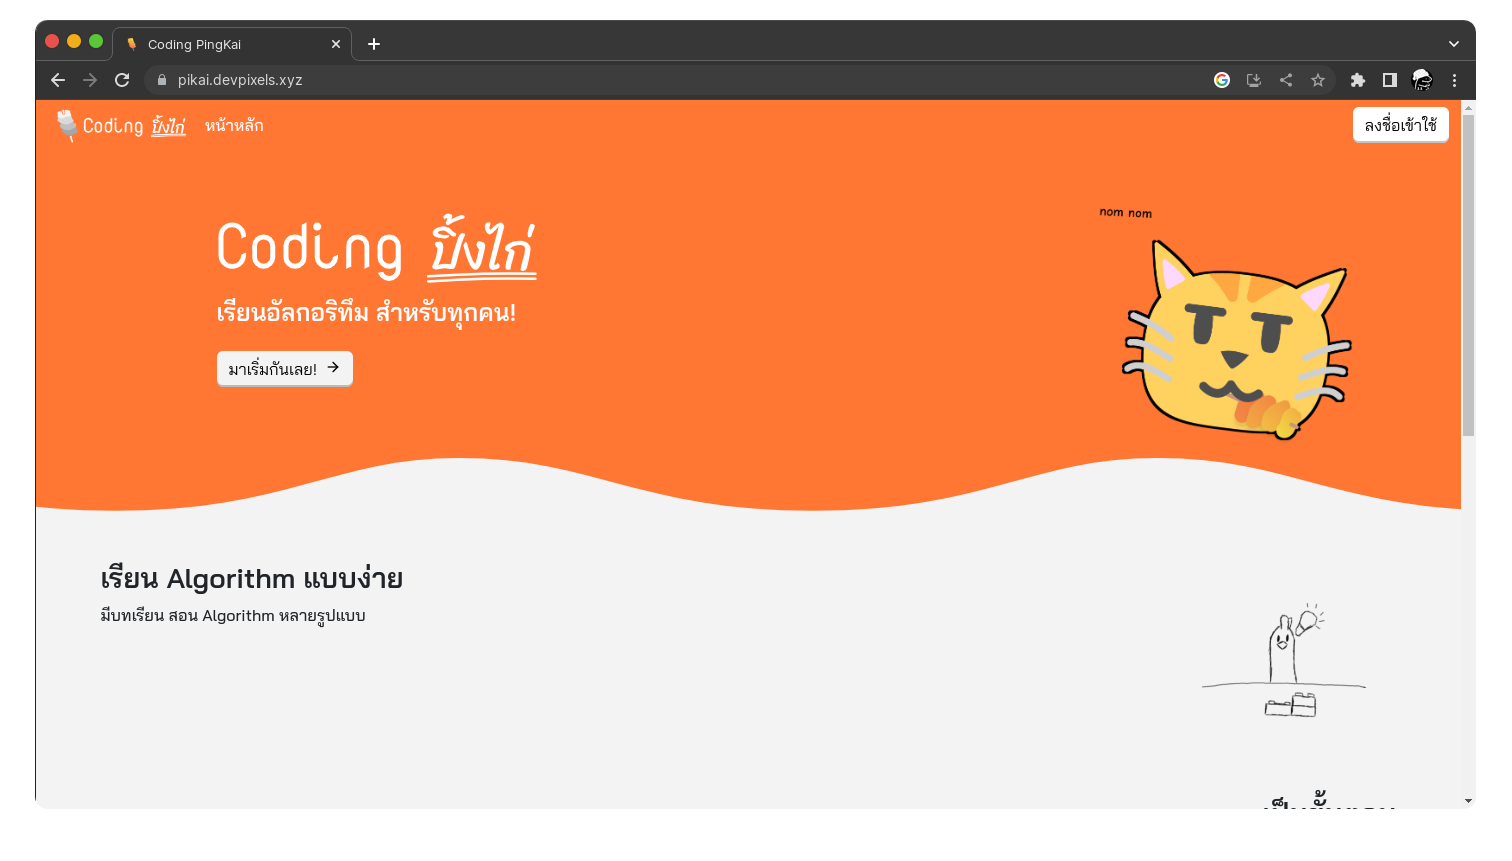 Coding PingKai
pikai.devpixels.xyz
Coding ปิ้งไก่ หน้าหลัก ลงชื่อเข้าใช้
nom nom
Coding ปิ้งไก่
เรียนอัลกอริทึม สำหรับทุกคน!
มาเริ่มกันเลย!
เรียน Algorithm แบบง่าย
มีบทเรียน สอน Algorithm หลายรูปแบบ